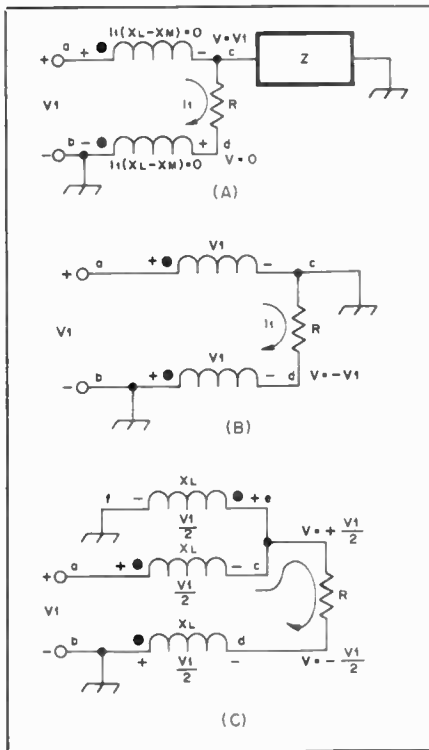 I1(XL-XM)=0
V=V1
a + - c
Z
+
V1
I1
R
b - + d
-
I1(XL-XM)=0
V=0
(A)
V1
+ a + - c
V1
I1
R
V1
- b + - d
V=-V1
(B)
XL
f - + e
V1/2
V=+V1/2
XL
+ a + - c
V1/2
V1
R
XL
- b d
+ V1/2 -
V=-V1/2
(C)